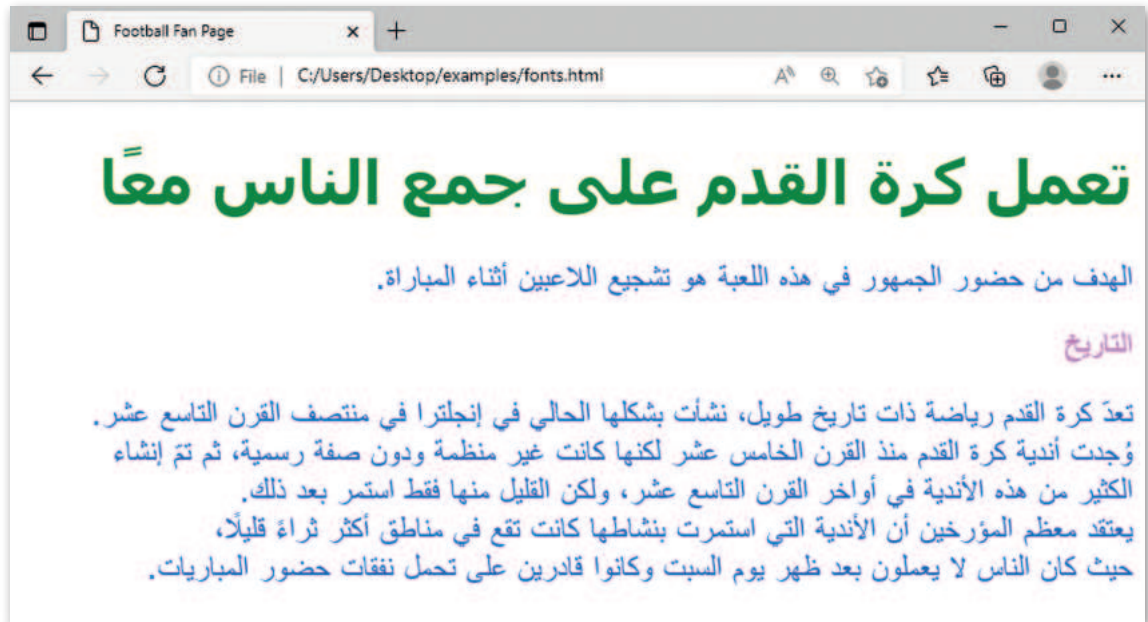 Football Fan Page
File | C:/Users/Desktop/examples/fonts.html
تعمل كرة القدم على جمع الناس معًا
الهدف من حضور الجمهور في هذه اللعبة هو تشجيع اللاعبين أثناء المباراة.
التاريخ
تعدّ كرة القدم رياضة ذات تاريخ طويل، نشأت بشكلها الحالي في إنجلترا في منتصف القرن التاسع عشر.
وُجدت أندية كرة القدم منذ القرن الخامس عشر لكنها كانت غير منظمة ودون صفة رسمية، ثم تمّ إنشاء
الكثير من هذه الأندية في أواخر القرن التاسع عشر، ولكن القليل منها فقط استمر بعد ذلك.
يعتقد معظم المؤرخين أن الأندية التي استمرت بنشاطها كانت تقع في مناطق أكثر ثراءً قليلًا،
حيث كان الناس لا يعملون بعد ظهر يوم السبت وكانوا قادرين على تحمل نفقات حضور المباريات.